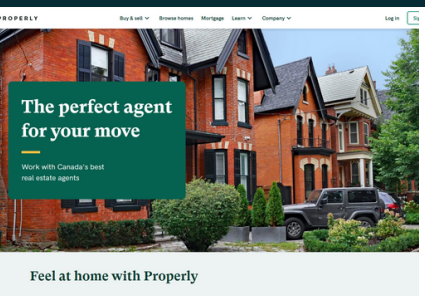 PROPERLY
Buy & sell Browse homes Mortgage Learn Company
Log in
The perfect agent
for your move
Work with Canada's best
real estate agents
Feel at home with Properly